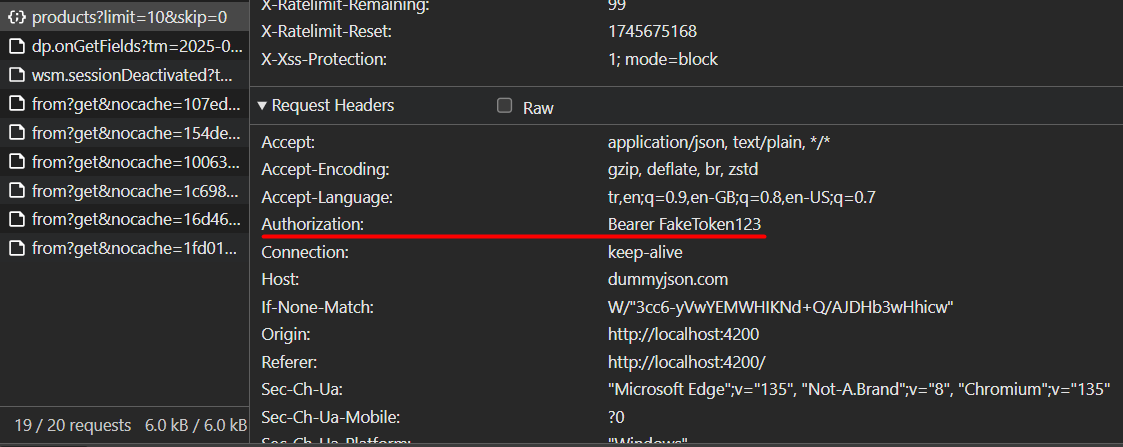 products?limit=10&skip=0
dp.onGetFields?tm=2025-0...
wsm.sessionDeactivated?t...
from?get&nocache=107ed...
from?get&nocache=154de...
from?get&nocache=10063...
from?get&nocache=1c698...
from?get&nocache=16d46...
from?get&nocache=1fd01...
19 / 20 requests 6.0 kB / 6.0 kB
X-Ratelimit-Remaining: 99
X-Ratelimit-Reset: 1745675168
X-Xss-Protection: 1; mode=block
Request Headers Raw
Accept: application/json, text/plain, */*
Accept-Encoding: gzip, deflate, br, zstd
Accept-Language: tr,en;q=0.9,en-GB;q=0.8,en-US;q=0.7
Authorization: Bearer FakeToken123
Connection: keep-alive
Host: dummyjson.com
If-None-Match: W/"3cc6-yVwYEMWHIKNd+Q/AJDHb3wHhicw"
Origin: http://localhost:4200
Referer: http://localhost:4200/
Sec-Ch-Ua: "Microsoft Edge";v="135", "Not-A.Brand";v="8", "Chromium";v="135"
Sec-Ch-Ua-Mobile: ?0
Sec-Ch-Ua-Platform: "Windows"